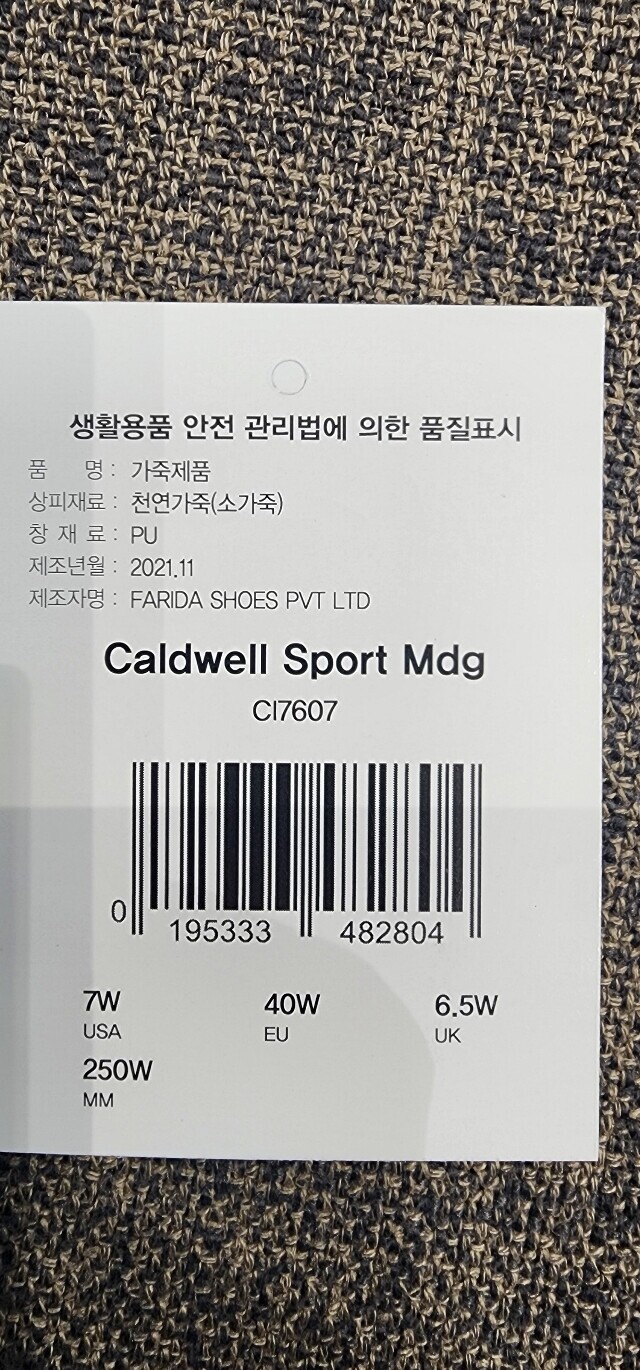 생활용품 안전 관리법에 의한 품질표시
품 명 : 가죽제품
상피재료 : 천연가죽(소가죽)
창 재 료 : PU
제조년월 : 2021.11
제조자명 : FARIDA SHOES PVT LTD
Caldwell Sport Mdg
CI7607
0 195333 482804
7W 40W 6.5W
USA EU UK
250W
MM